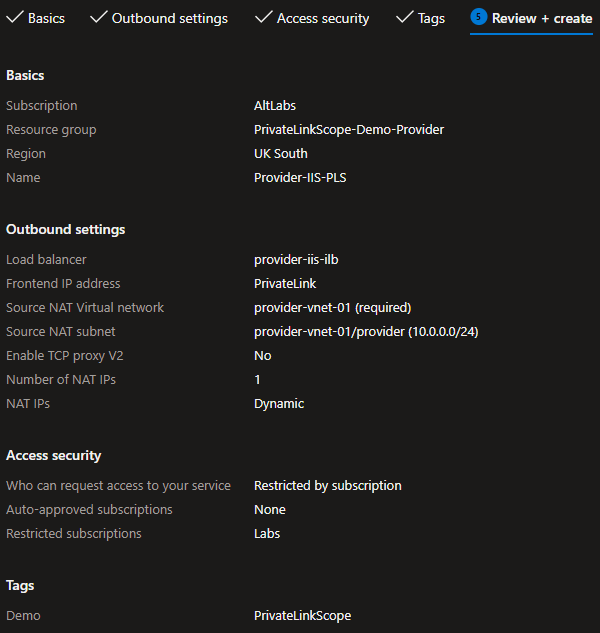 Basics Outbound settings Access security Tags 5 Review + create
Basics
Subscription AltLabs
Resource group PrivateLinkScope-Demo-Provider
Region UK South
Name Provider-IIS-PLS
Outbound settings
Load balancer provider-iis-ilb
Frontend IP address PrivateLink
Source NAT Virtual network provider-vnet-01 (required)
Source NAT subnet provider-vnet-01/provider (10.0.0.0/24)
Enable TCP proxy V2 No
Number of NAT IPs 1
NAT IPs Dynamic
Access security
Who can request access to your service Restricted by subscription
Auto-approved subscriptions None
Restricted subscriptions Labs
Tags
Demo PrivateLinkScope